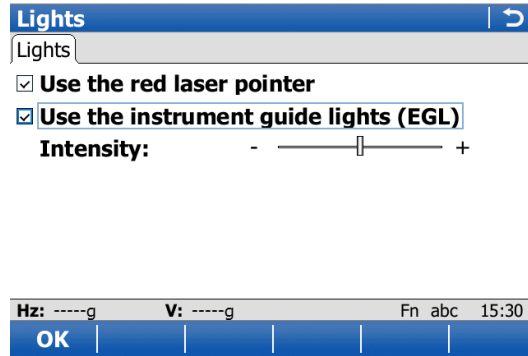 Lights
Lights
Use the red laser pointer
Use the instrument guide lights (EGL)
Intensity: - +
Hz: -----g V: -----g Fn abc 15:30
OK